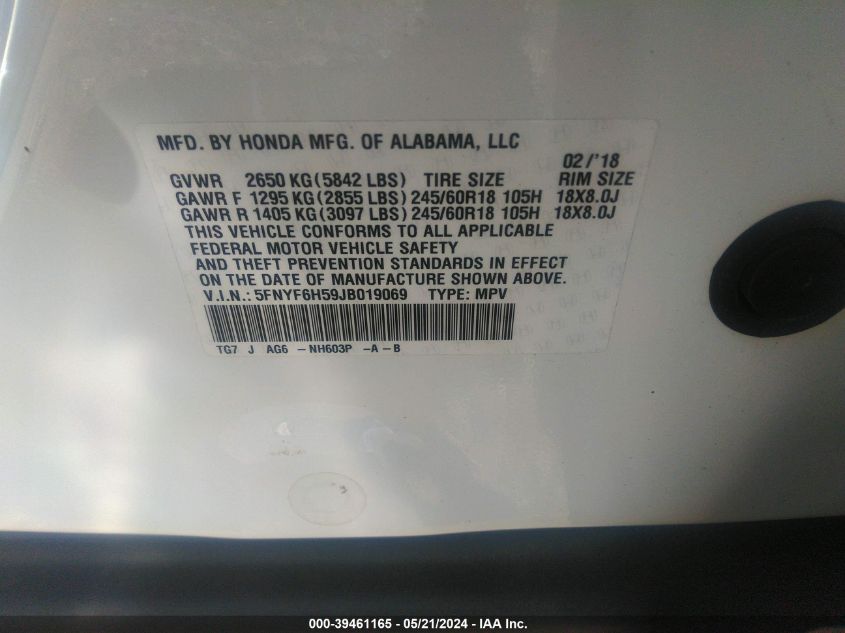 MFD. BY HONDA MFG. OF ALABAMA, LLC
02/'18
GVWR 2650 KG(5842 LBS) TIRE SIZE RIM SIZE
GAWR F 1295 KG(2855 LBS)245/60R18 105H 18X8.0J
GAWR R 1405 KG(3097 LBS)245/60R18 105H 18X8.0J
THIS VEHICLE CONFORMS TO ALL APPLICABLE
FEDERAL MOTOR VEHICLE SAFETY
AND THEFT PREVENTION STANDARDS IN EFFECT
ON THE DATE OF MANUFACTURE SHOWN ABOVE.
V.I.N.: 5FNYF6H59JB019069 TYPE: MPV
TG7 J AG6 -NH603P -A-B
000-39461165 - 05/21/2024 - IAA Inc.